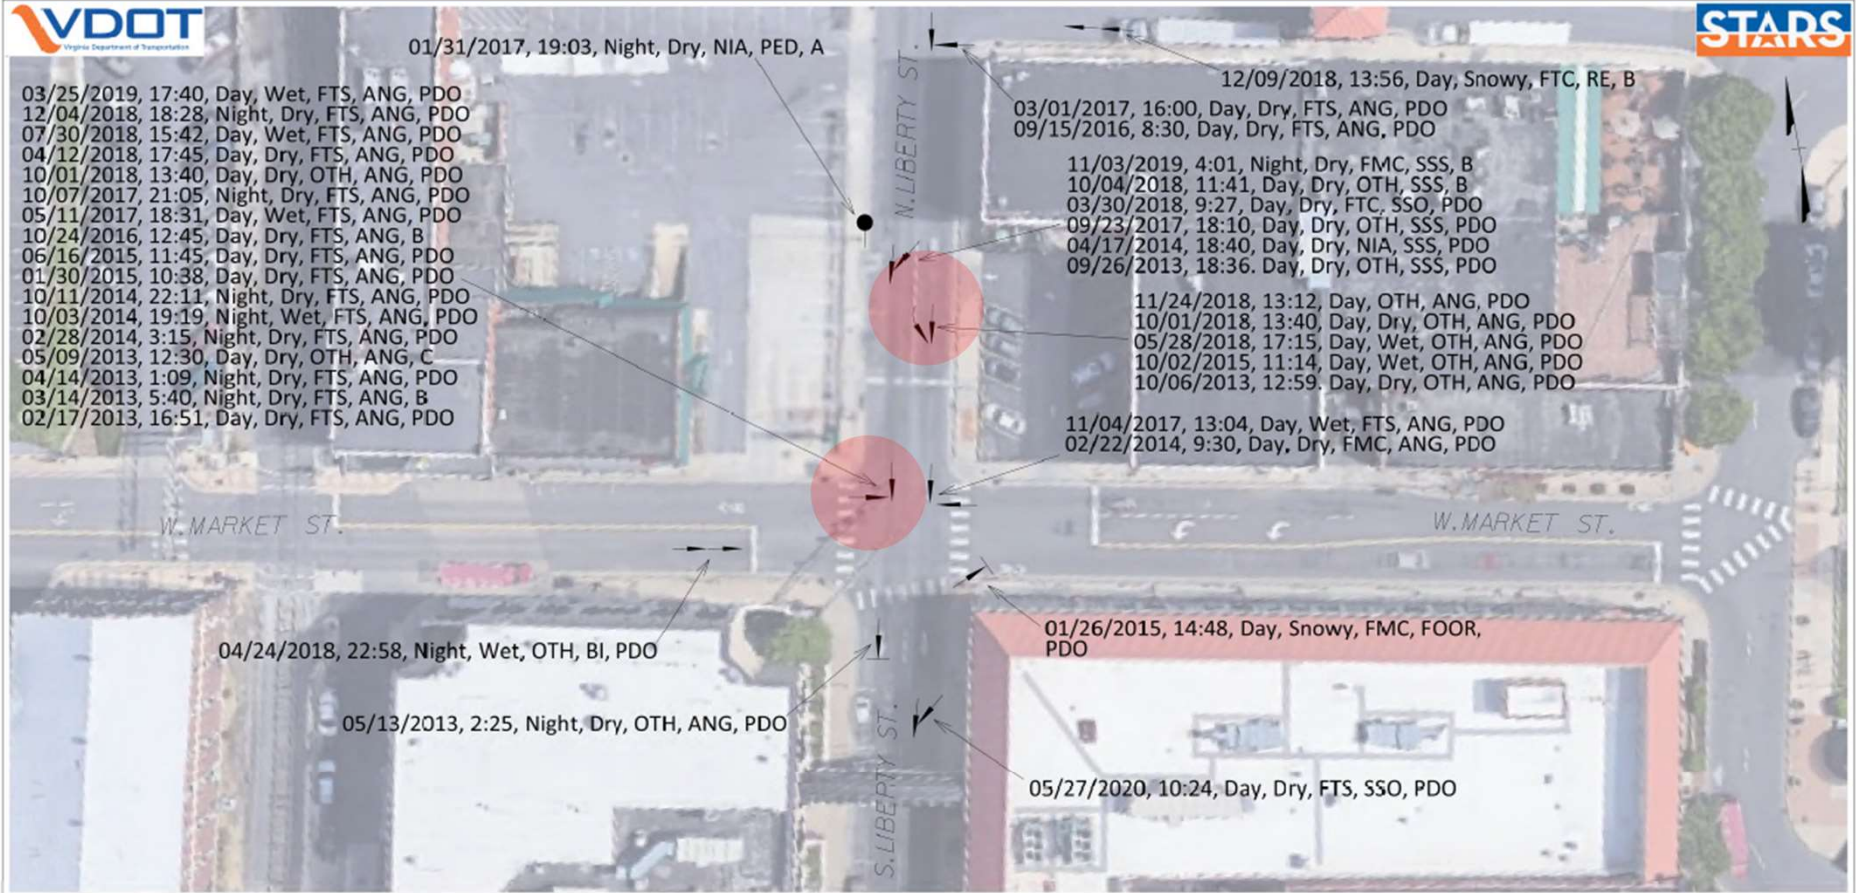 VDOT
Virginia Department of Transportation
STARS
01/31/2017, 19:03, Night, Dry, NIA, PED, A
N.LIBERTY ST.
12/09/2018, 13:56, Day, Snowy, FTC, RE, B
03/01/2017, 16:00, Day, Dry, FTS, ANG, PDO
09/15/2016, 8:30, Day, Dry, FTS, ANG, PDO
03/25/2019, 17:40, Day, Wet, FTS, ANG, PDO
12/04/2018, 18:28, Night, Dry, FTS, ANG, PDO
07/30/2018, 15:42, Day, Wet, FTS, ANG, PDO
04/12/2018, 17:45, Day, Dry, FTS, ANG, PDO
10/01/2018, 13:40, Day, Dry, OTH, ANG, PDO
10/07/2017, 21:05, Night, Dry, FTS, ANG, PDO
05/11/2017, 18:31, Day, Wet, FTS, ANG, PDO
10/24/2016, 12:45, Day, Dry, FTS, ANG, B
06/16/2015, 11:45, Day, Dry, FTS, ANG, PDO
01/30/2015, 10:38, Day, Dry, FTS, ANG, PDO
10/11/2014, 22:11, Night, Dry, FTS, ANG, PDO
10/03/2014, 19:19, Night, Wet, FTS, ANG, PDO
02/28/2014, 3:15, Night, Dry, FTS, ANG, PDO
05/09/2013, 12:30, Day, Dry, OTH, ANG, C
04/14/2013, 1:09, Night, Dry, FTS, ANG, PDO
03/14/2013, 5:40, Night, Dry, FTS, ANG, B
02/17/2013, 16:51, Day, Dry, FTS, ANG, PDO
11/03/2019, 4:01, Night, Dry, FMC, SSS, B
10/04/2018, 11:41, Day, Dry, OTH, SSS, B
03/30/2018, 9:27, Day, Dry, FTC, SSO, PDO
09/23/2017, 18:10, Day, Dry, OTH, SSS, PDO
04/17/2014, 18:40, Day, Dry, NIA, SSS, PDO
09/26/2013, 18:36. Day, Dry, OTH, SSS, PDO
11/24/2018, 13:12, Day, OTH, ANG, PDO
10/01/2018, 13:40, Day, Dry, OTH, ANG, PDO
05/28/2018, 17:15, Day, Wet, OTH, ANG, PDO
10/02/2015, 11:14, Day, Wet, OTH, ANG, PDO
10/06/2013, 12:59, Day, Dry, OTH, ANG, PDO
11/04/2017, 13:04, Day, Wet, FTS, ANG, PDO
02/22/2014, 9:30, Day, Dry, FMC, ANG, PDO
W.MARKET ST.
W.MARKET ST.
04/24/2018, 22:58, Night, Wet, OTH, BI, PDO
01/26/2015, 14:48, Day, Snowy, FMC, FOOR,
PDO
05/13/2013, 2:25, Night, Dry, OTH, ANG, PDO
S.LIBERTY ST.
05/27/2020, 10:24, Day, Dry, FTS, SSO, PDO